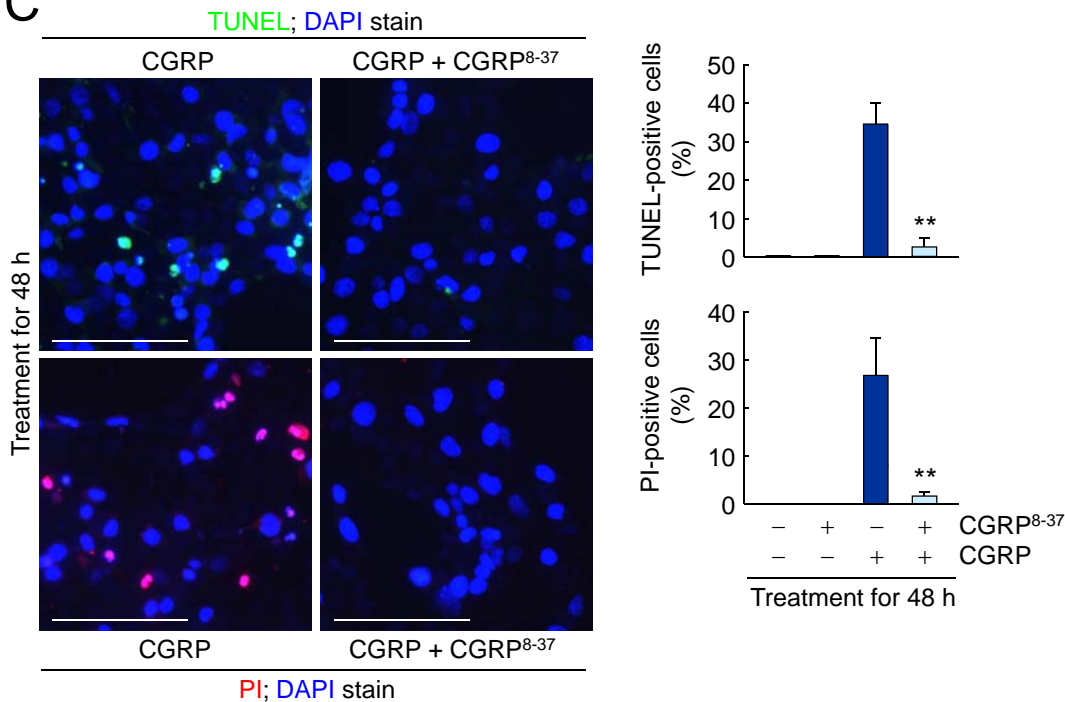 C
TUNEL; DAPI stain
CGRP
CGRP + CGRP8-37
Treatment for 48 h
CGRP
CGRP + CGRP8-37
PI; DAPI stain
TUNEL-positive cells
(%)
50
40
30
20
10
0
**
PI-positive cells
(%)
40
30
20
10
0
**
− + − + CGRP8-37
− − + + CGRP
Treatment for 48 h